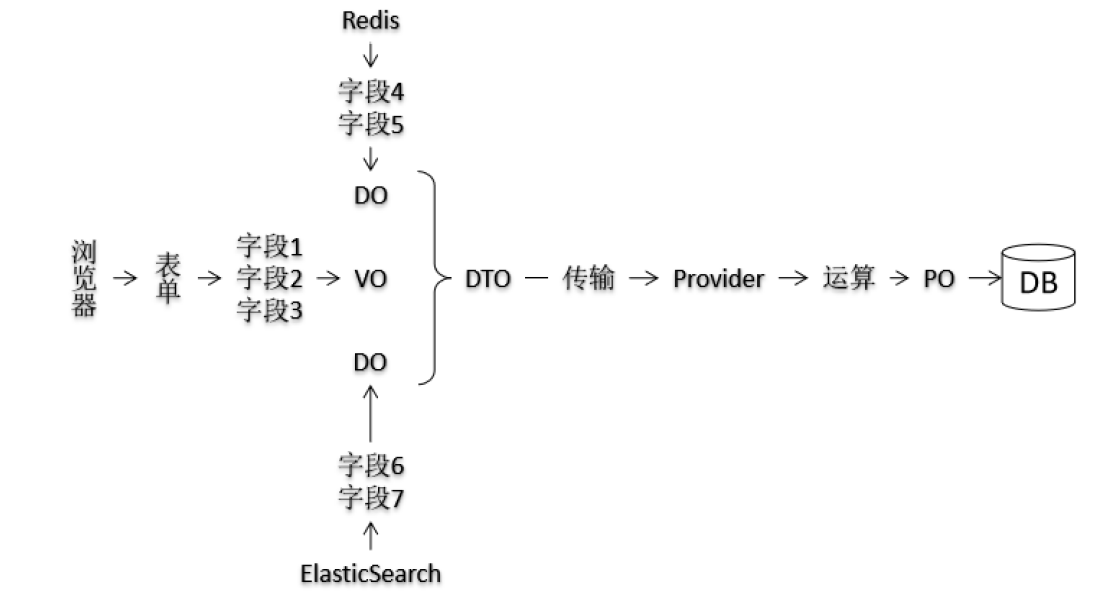 Redis
字段4
字段5
DO
浏览器
表单
字段1
字段2
字段3
VO
DTO
传输
Provider
运算
PO
DB
DO
字段6
字段7
ElasticSearch